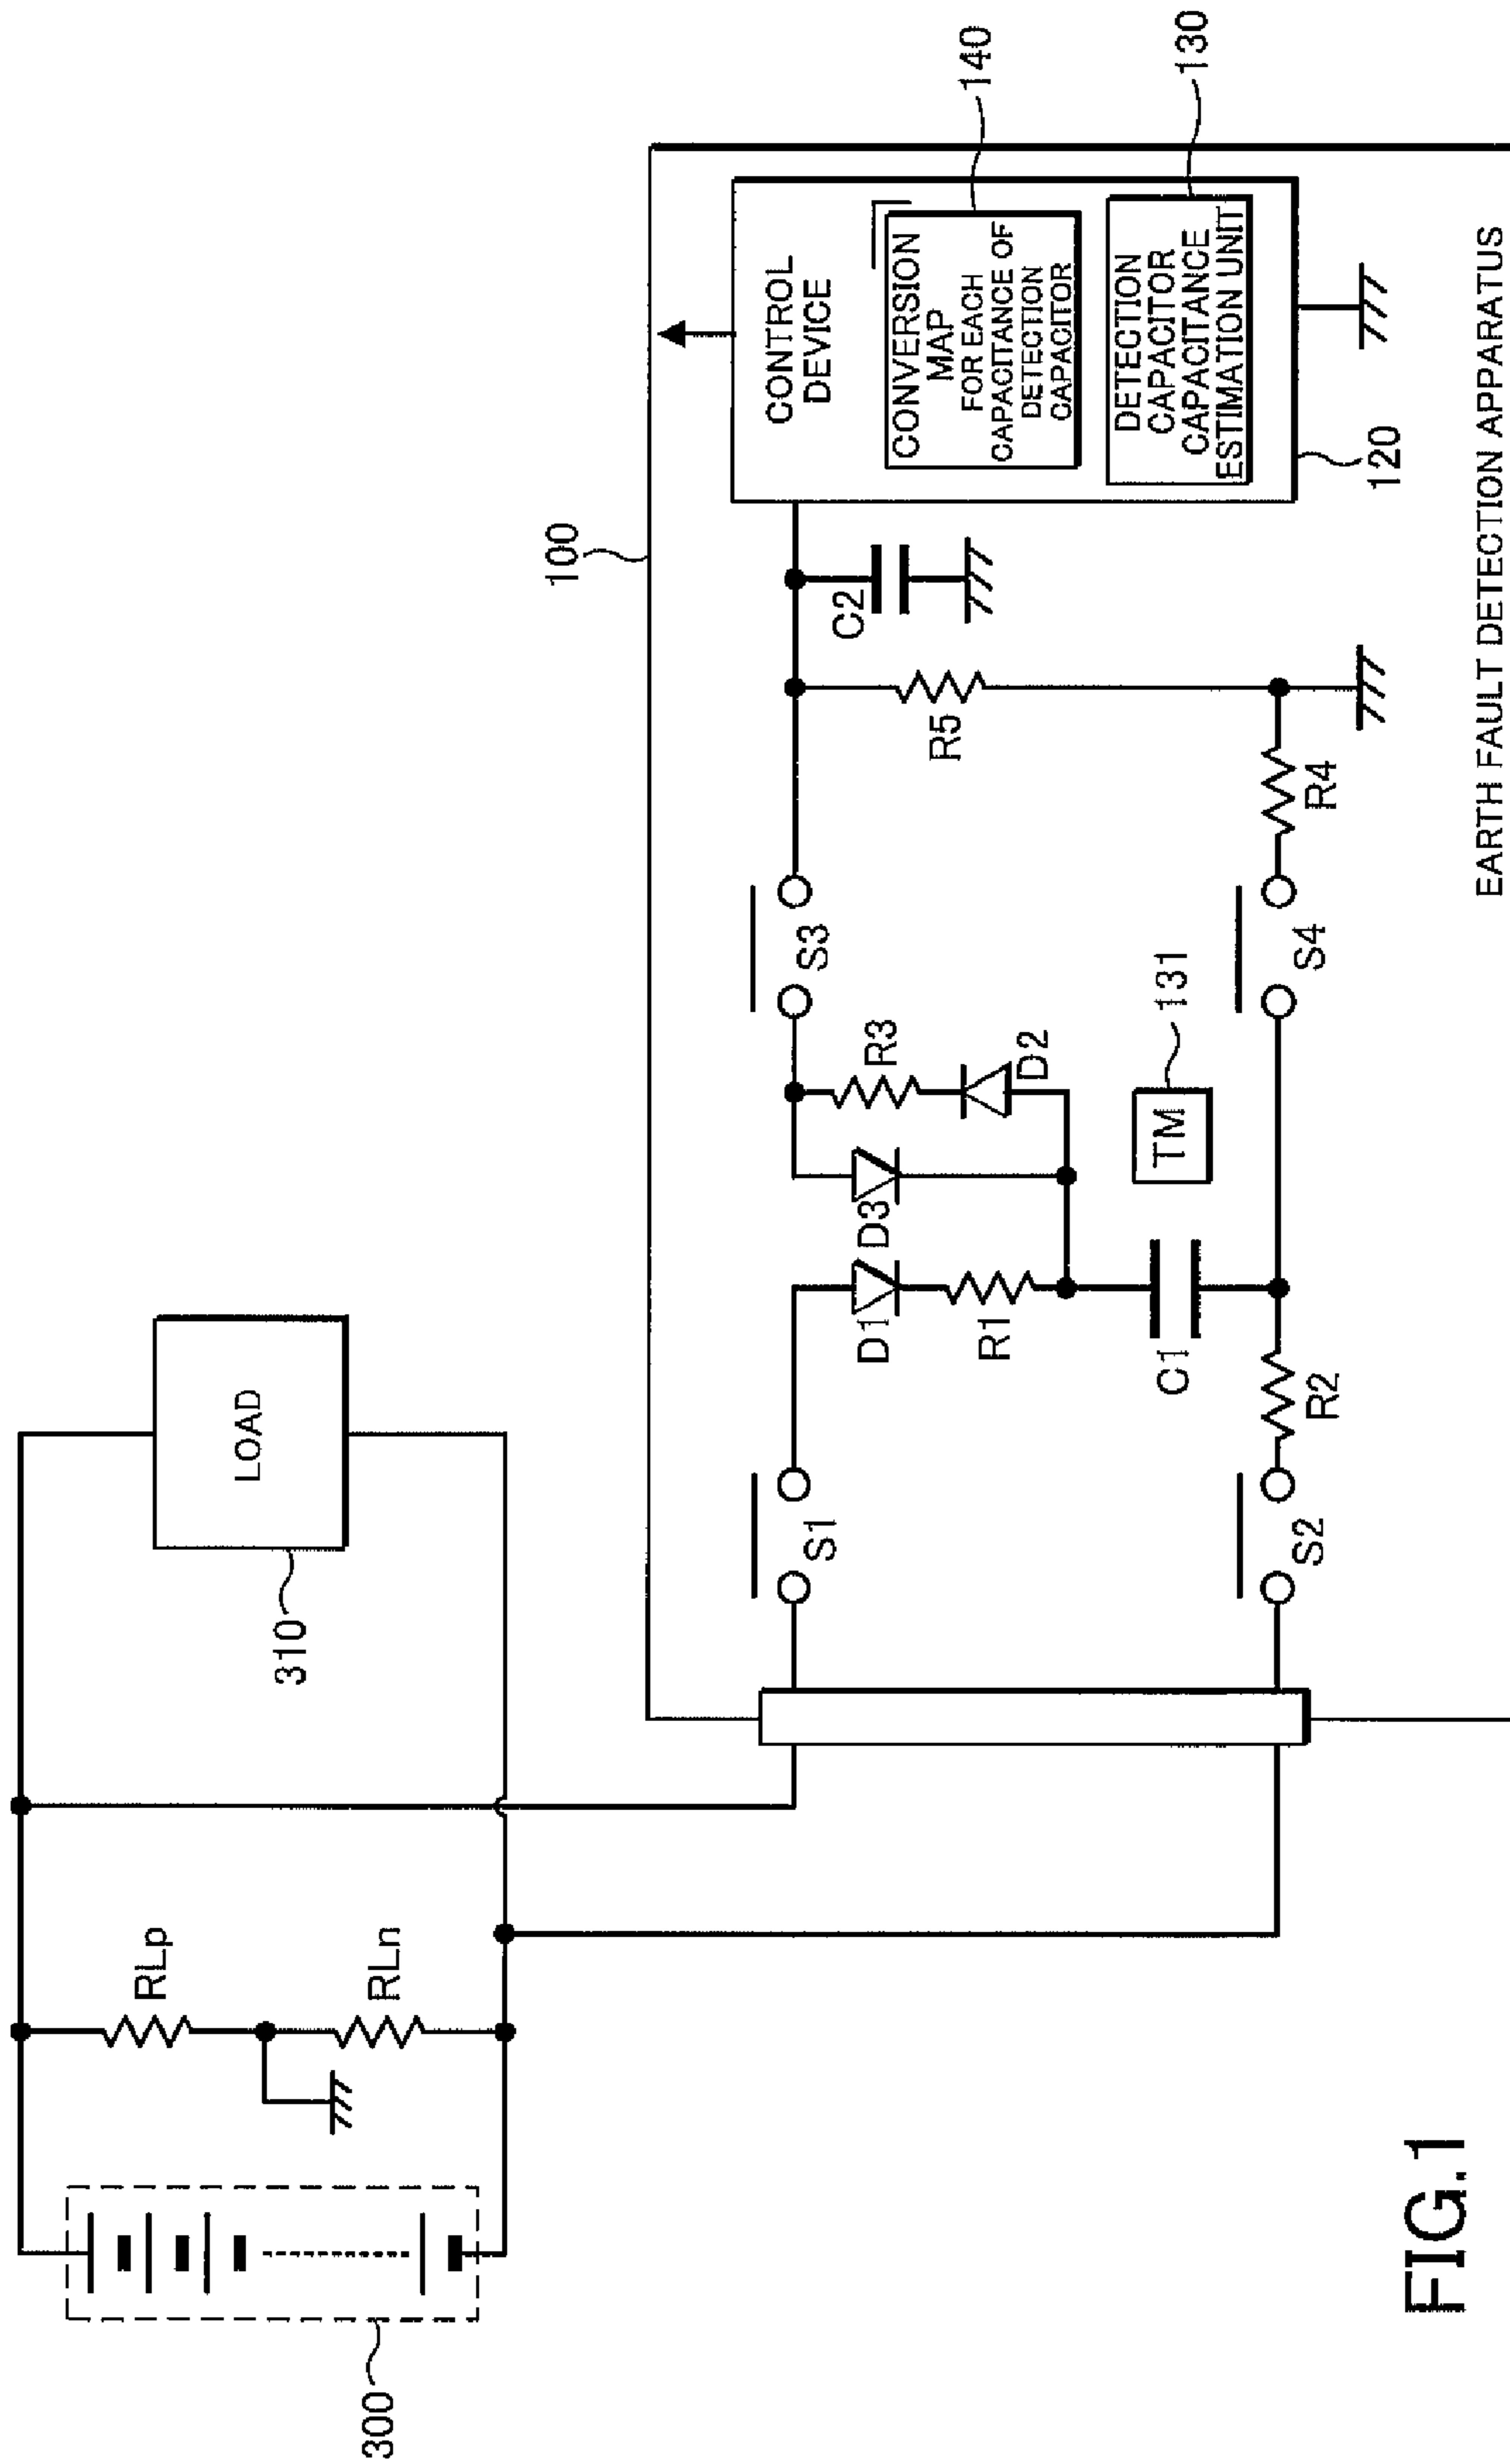 310
LOAD
RLp
RLn
300
100
S1
D1
R1
D3
R3
D2
S3
C1
TM
131
S2
R2
S4
R4
R5
C2
CONTROL
DEVICE
CONVERSION
MAP
FOR EACH
CAPACITANCE OF
DETECTION
CAPACITOR
140
DETECTION
CAPACITOR
CAPACITANCE
ESTIMATION UNIT
130
120
EARTH FAULT DETECTION APPARATUS
FIG.1